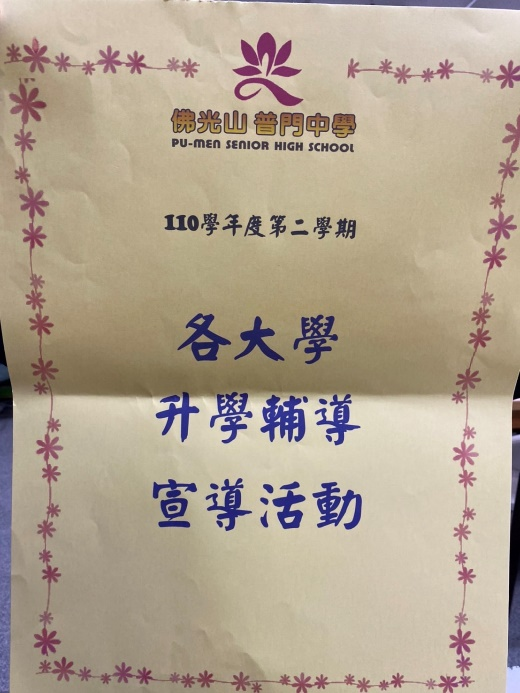 佛光山 普門中學
PU-MEN SENIOR HIGH SCHOOL
110學年度第二學期
各大學
升學輔導
宣導活動